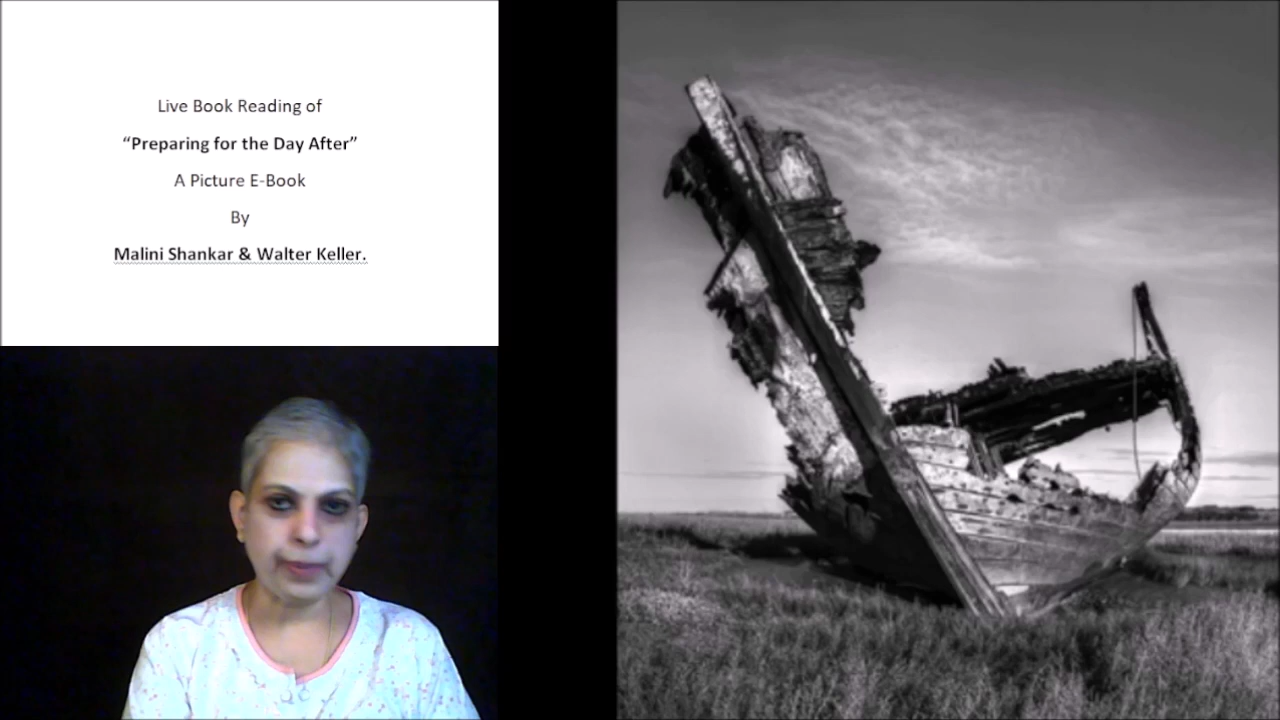 Live Book Reading of
“Preparing for the Day After”
A Picture E-Book
By
Malini Shankar & Walter Keller.